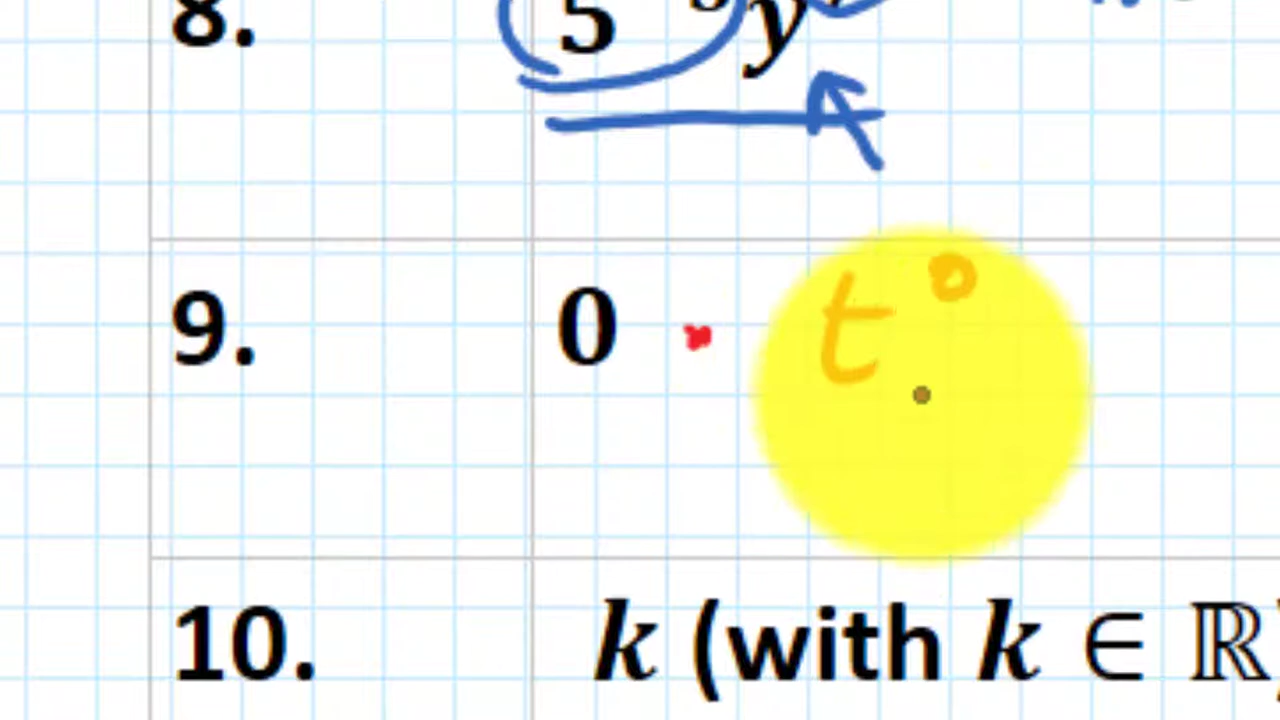 8. 5 y
9. 0 · t⁰
10. k (with k ∈ ℝ